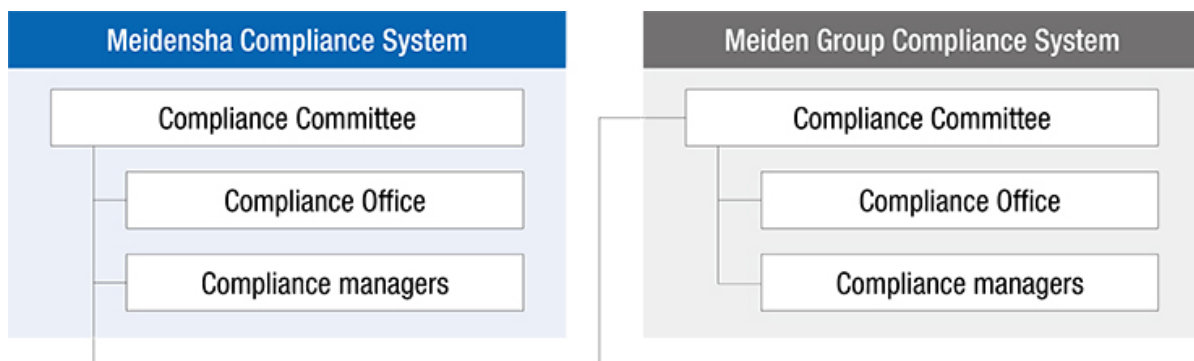 Meidensha Compliance System
Compliance Committee
Compliance Office
Compliance managers
Meiden Group Compliance System
Compliance Committee
Compliance Office
Compliance managers